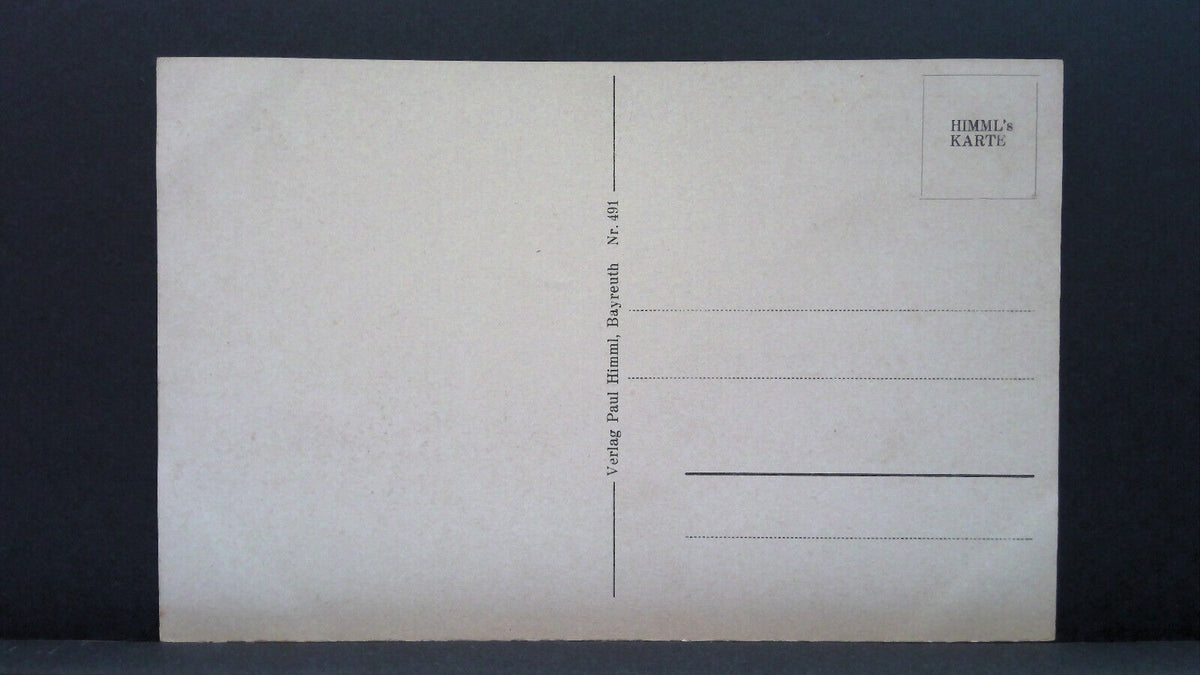 HIMML's
KARTE
Verlag Paul Himml, Bayreuth Nr. 491